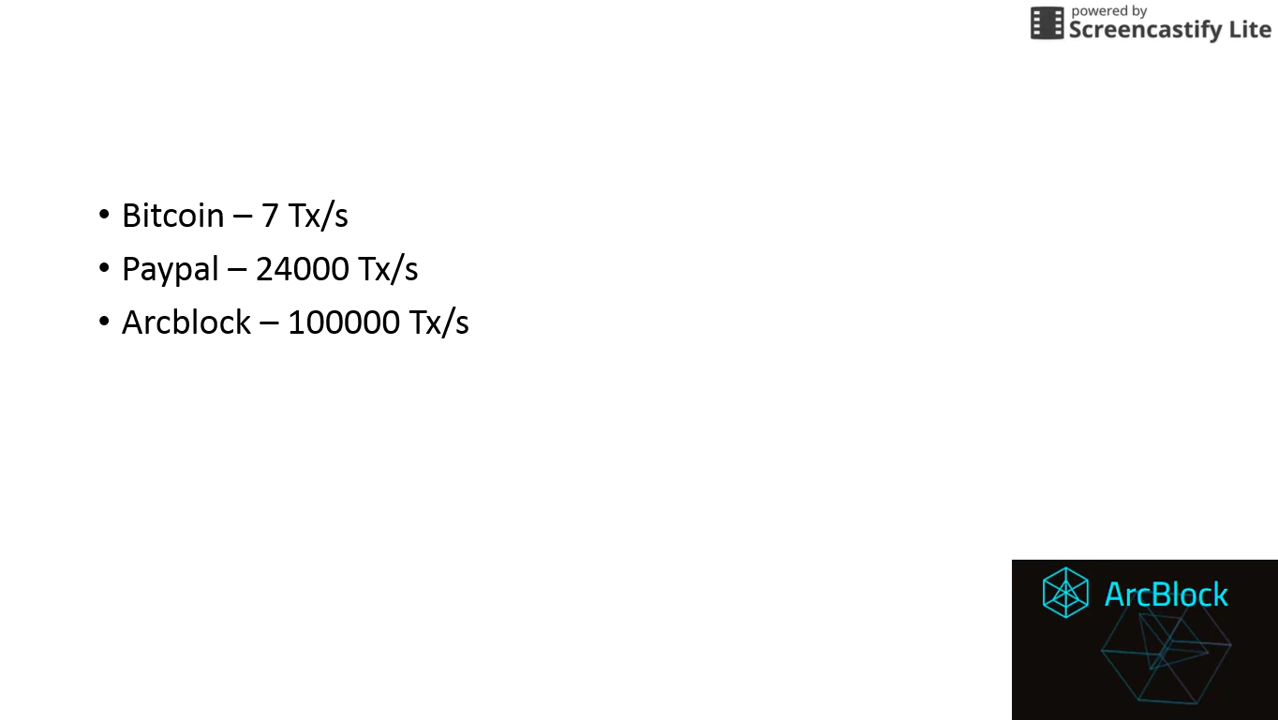 powered by
Screencastify Lite
• Bitcoin – 7 Tx/s
• Paypal – 24000 Tx/s
• Arcblock – 100000 Tx/s
ArcBlock